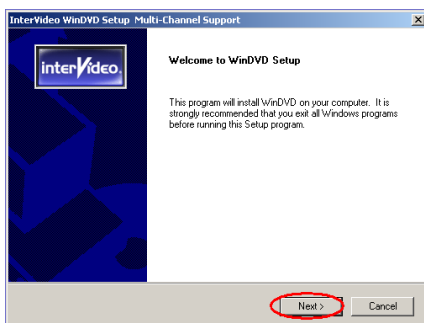 InterVideo WinDVD Setup Multi-Channel Support
interVideo.
Welcome to WinDVD Setup
This program will install WinDVD on your computer. It is
strongly recommended that you exit all Windows programs
before running this Setup program.
Next >
Cancel